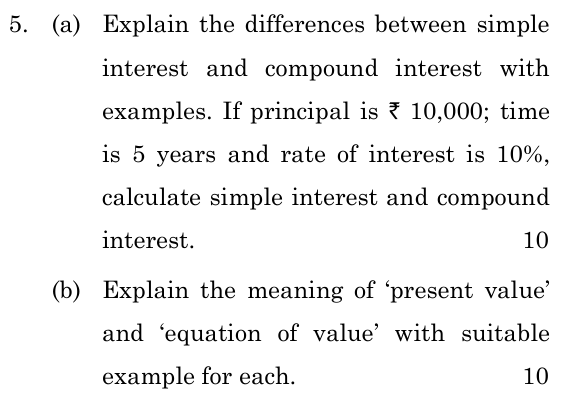 5. (a) Explain the differences between simple
interest and compound interest with
examples. If principal is ₹ 10,000; time
is 5 years and rate of interest is 10%,
calculate simple interest and compound
interest. 10
(b) Explain the meaning of ‘present value’
and ‘equation of value’ with suitable
example for each. 10